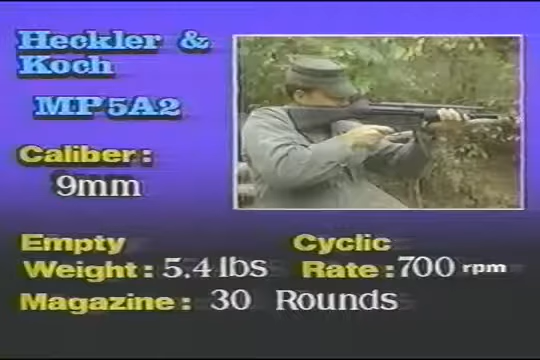 Heckler &
Koch
MP5A2
Caliber:
9mm
Empty
Weight: 5.4 lbs
Cyclic
Rate: 700 rpm
Magazine: 30 Rounds